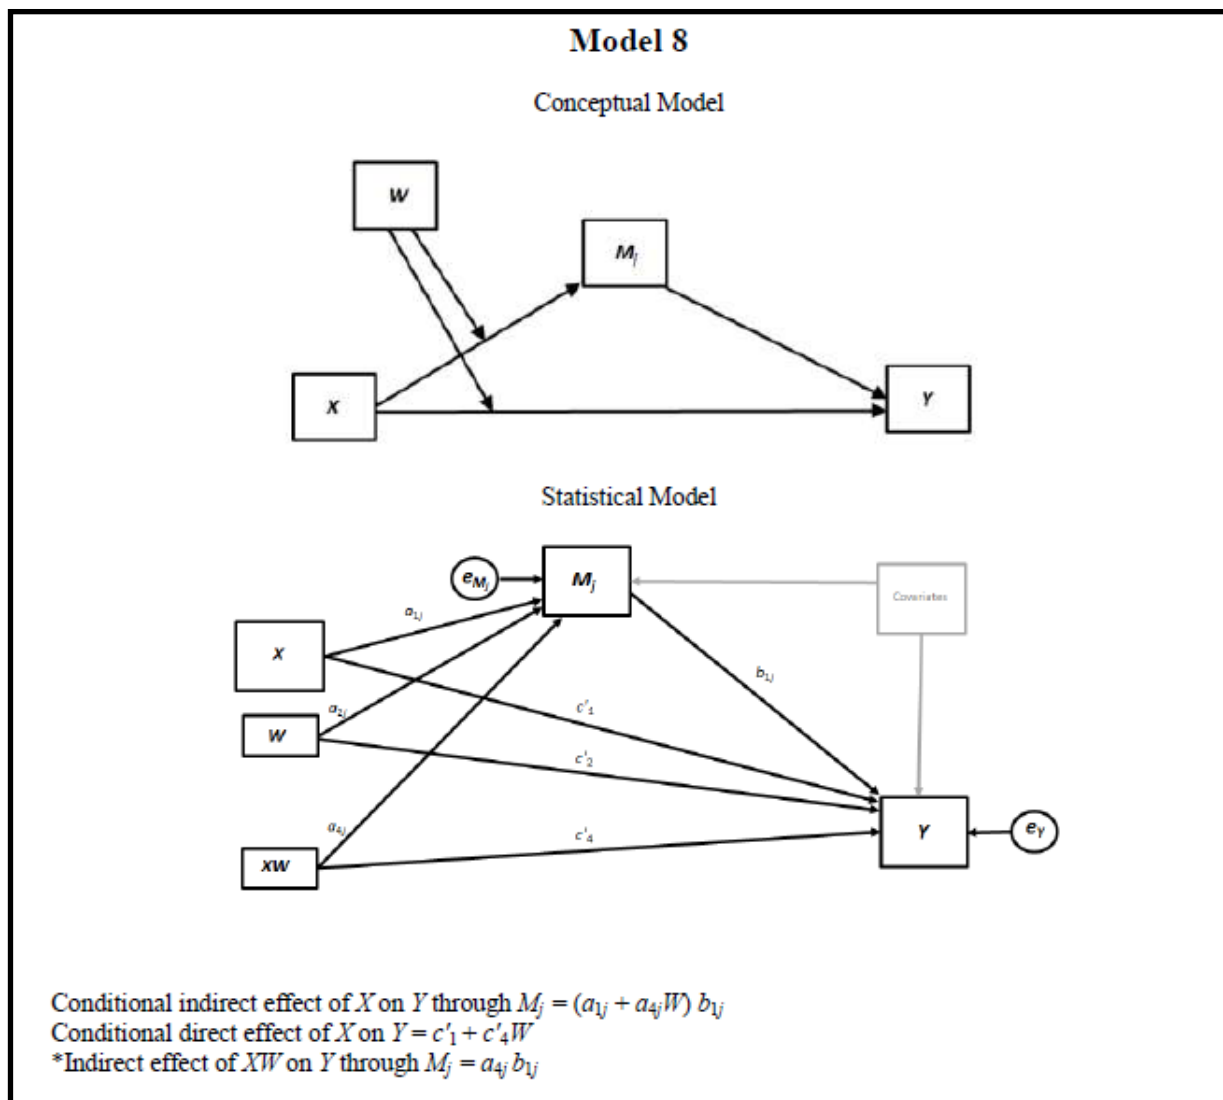 Model 8
Conceptual Model
W
Mj
X
Y
Statistical Model
eMj
Mj
Covariates
a1j
X
b1j
a2j
c'1
W
c'2
a4j
c'4
Y
eY
XW
Conditional indirect effect of X on Y through Mj = (a1j + a4jW) b1j
Conditional direct effect of X on Y = c'1 + c'4W
*Indirect effect of XW on Y through Mj = a4j b1j